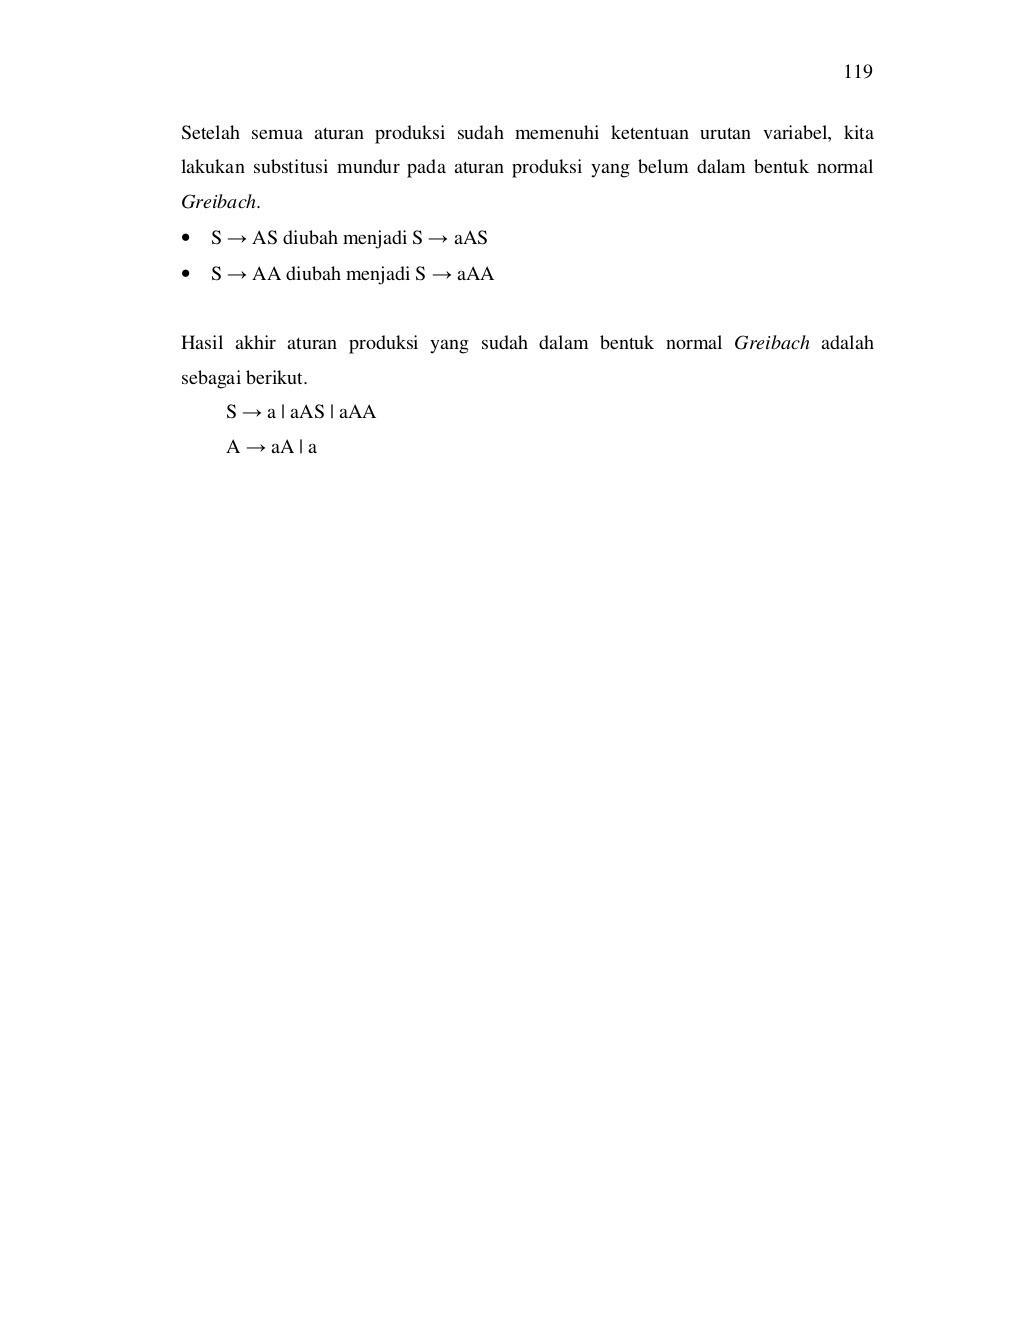 119
Setelah semua aturan produksi sudah memenuhi ketentuan urutan variabel, kita
lakukan substitusi mundur pada aturan produksi yang belum dalam bentuk normal
Greibach.
• S → AS diubah menjadi S → aAS
• S → AA diubah menjadi S → aAA
Hasil akhir aturan produksi yang sudah dalam bentuk normal Greibach adalah
sebagai berikut.
S → a | aAS | aAA
A → aA | a